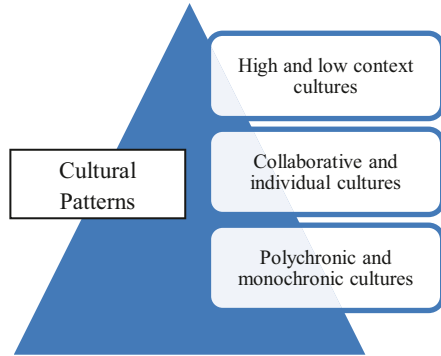 High and low context
cultures
Cultural
Patterns
Collaborative and
individual cultures
Polychronic and
monochronic cultures